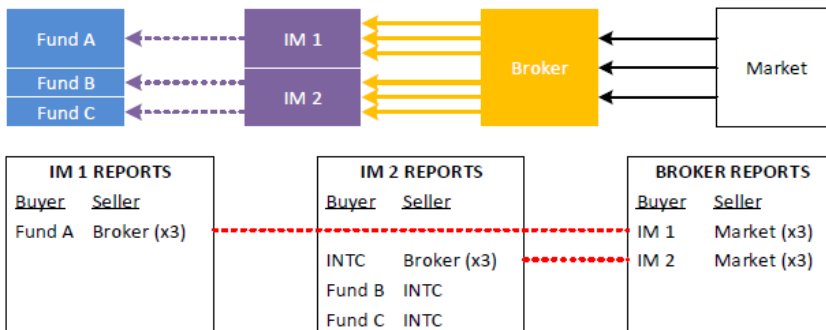 Fund A
IM 1
Fund B
Broker
Market
IM 2
Fund C
IM 1 REPORTS
Buyer Seller
Fund A Broker (x3)
IM 2 REPORTS
Buyer Seller
INTC Broker (x3)
Fund B INTC
Fund C INTC
BROKER REPORTS
Buyer Seller
IM 1 Market (x3)
IM 2 Market (x3)